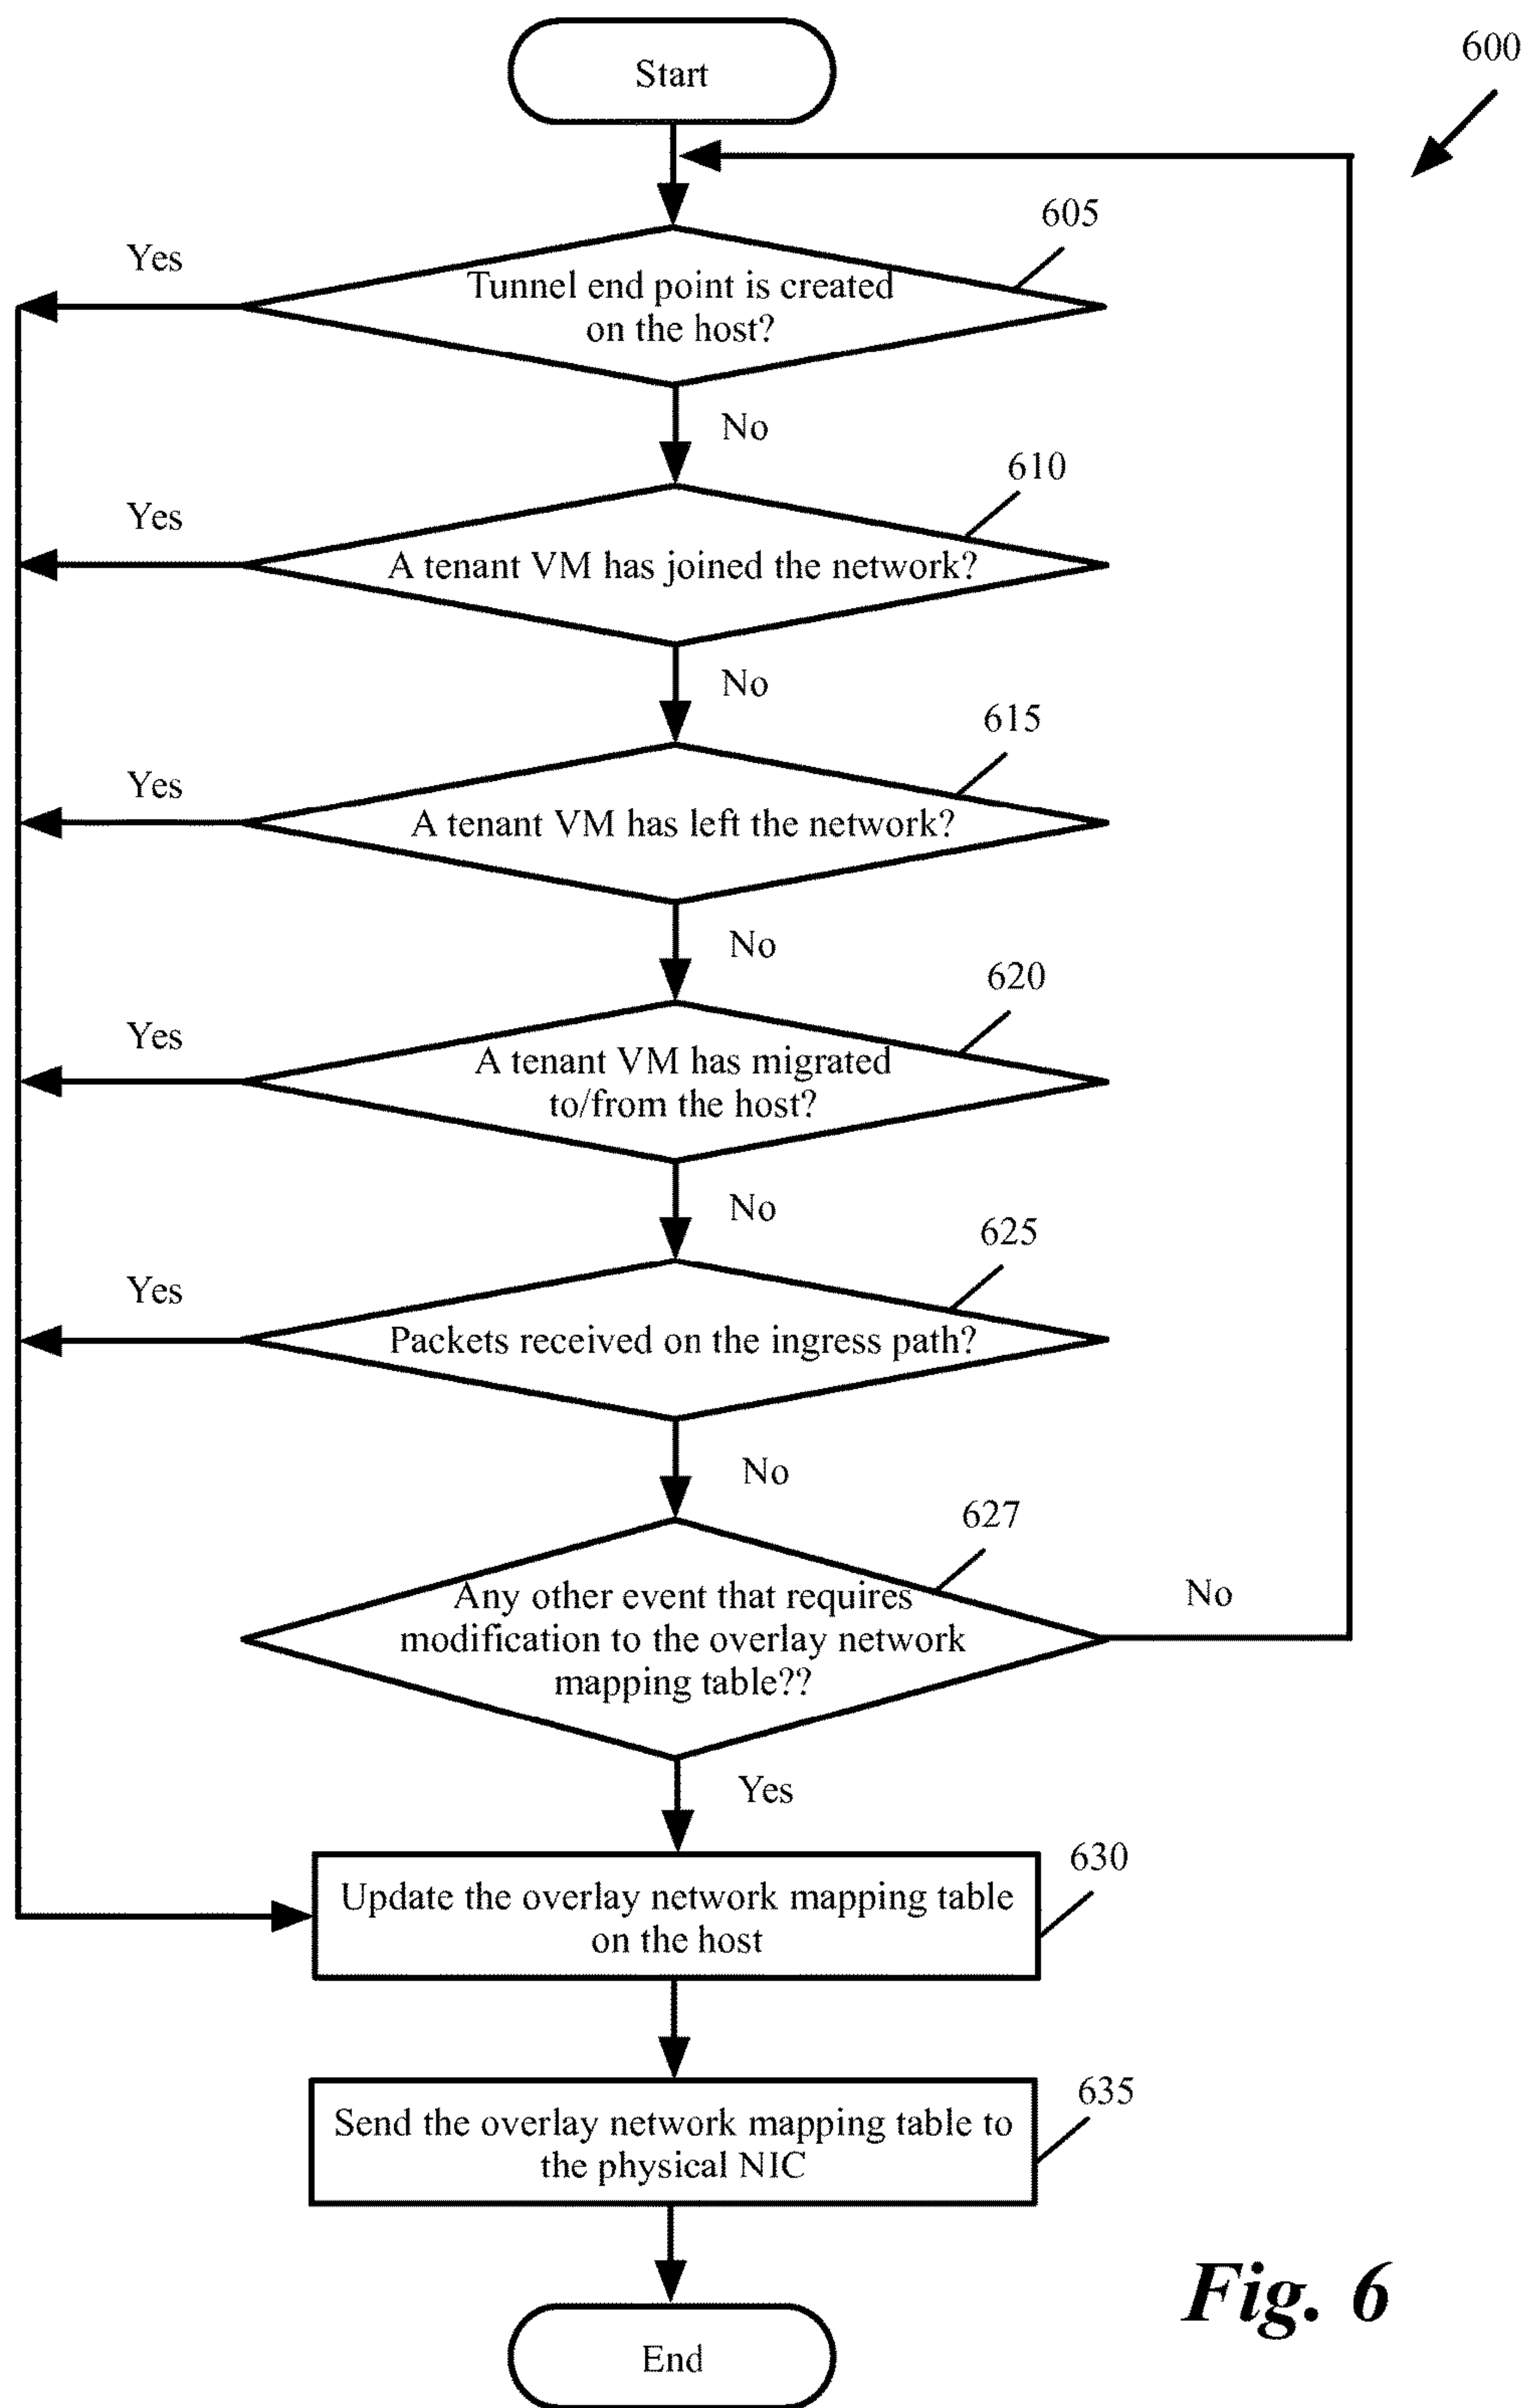 Start
600
605
Yes
Tunnel end point is created
on the host?
No
610
Yes
A tenant VM has joined the network?
No
615
Yes
A tenant VM has left the network?
No
620
Yes
A tenant VM has migrated
to/from the host?
No
625
Yes
Packets received on the ingress path?
No
627
Any other event that requires
modification to the overlay network
mapping table??
No
Yes
630
Update the overlay network mapping table
on the host
635
Send the overlay network mapping table to
the physical NIC
Fig. 6
End